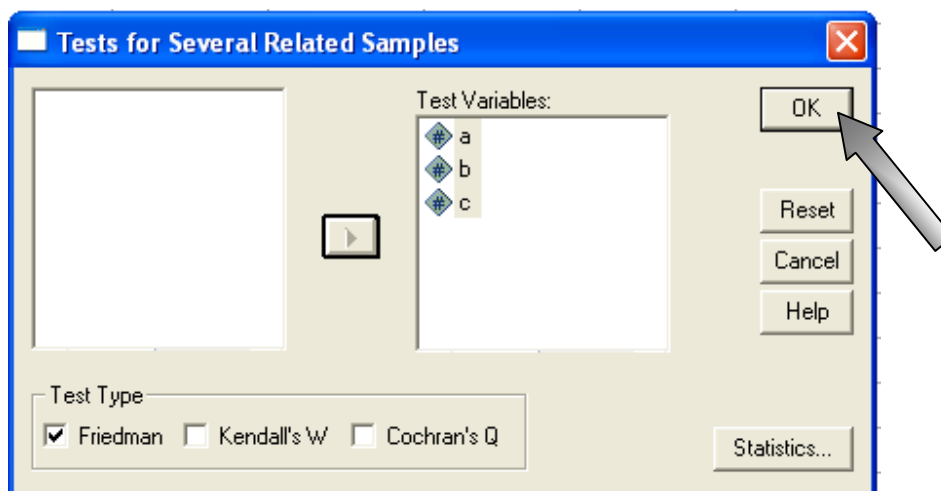 Tests for Several Related Samples
Test Variables:
a
b
c
OK
Reset
Cancel
Help
Test Type
Friedman Kendall's W Cochran's Q
Statistics...